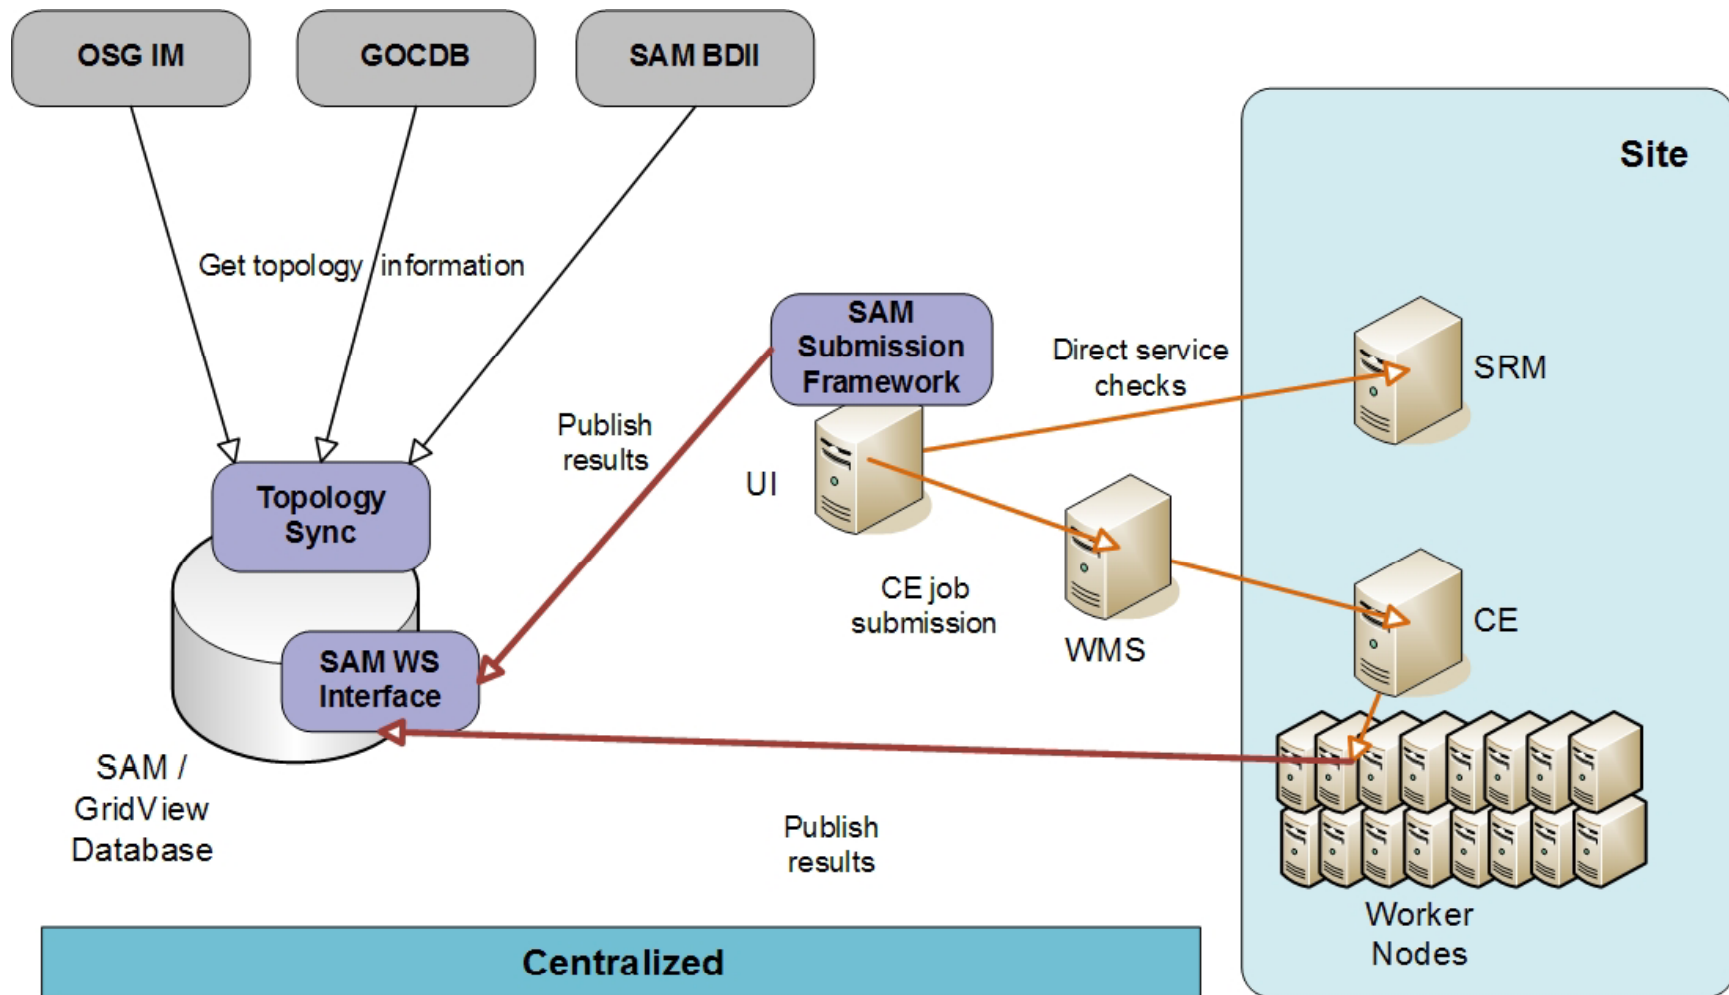 OSG IM
GOCDB
SAM BDII
Site
Get topology information
SAM
Submission
Framework
Direct service
checks
SRM
Publish
results
UI
Topology
Sync
CE job
submission
WMS
CE
SAM WS
Interface
SAM /
GridView
Database
Publish
results
Worker
Nodes
Centralized